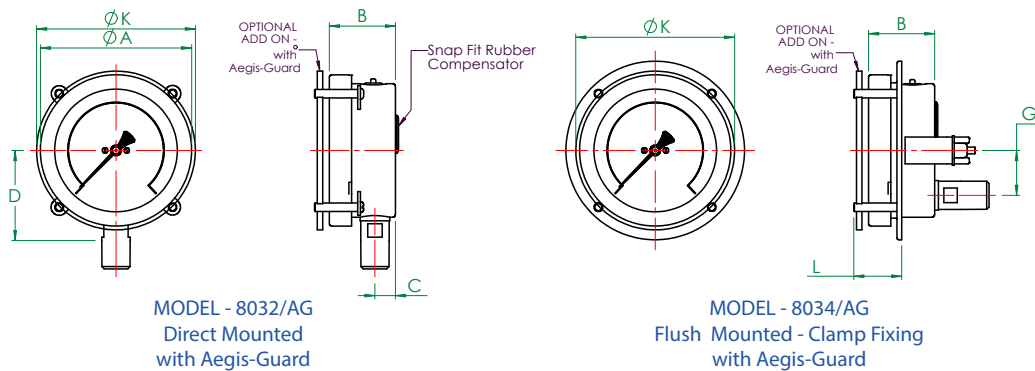 ØK
ØA
D
OPTIONAL
ADD ON -
with
Aegis-Guard
B
Snap Fit Rubber
Compensator
C
MODEL - 8032/AG
Direct Mounted
with Aegis-Guard
ØK
OPTIONAL
ADD ON -
with
Aegis-Guard
B
G
L
MODEL - 8034/AG
Flush Mounted - Clamp Fixing
with Aegis-Guard